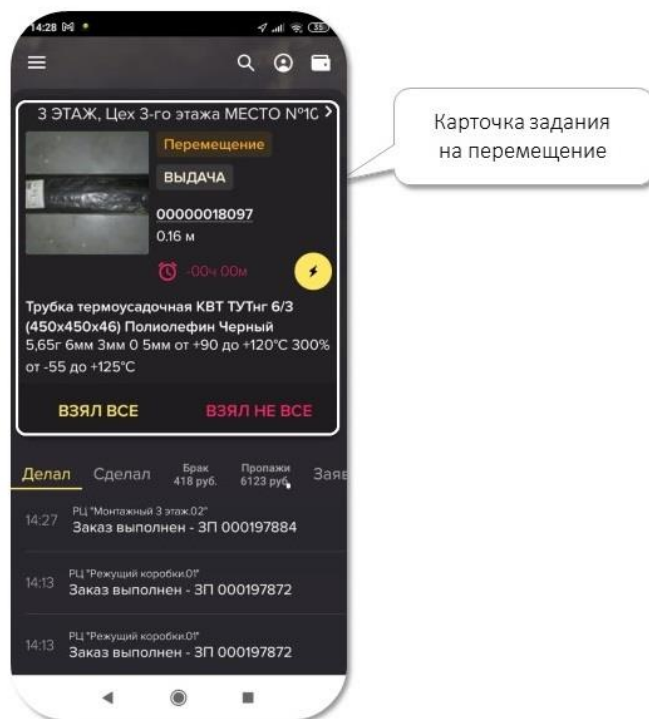 14:28
35
3 ЭТАЖ, Цех 3-го этажа МЕСТО №1С
Перемещение
ВЫДАЧА
00000018097
0.16 м
-00ч 00м
Трубка термоусадочная КВТ ТУТнг 6/3
(450х450х46) Полиолефин Черный
5,65г 6мм 3мм 0 5мм от +90 до +120°С 300%
от -55 до +125°С
ВЗЯЛ ВСЕ
ВЗЯЛ НЕ ВСЕ
Делал
Сделал
Брак
418 руб.
Пропажи
6123 руб.
Заяв
14:27
РЦ "Монтажный 3 этаж.02"
Заказ выполнен - ЗП 000197884
14:13
РЦ "Режущий коробки.01"
Заказ выполнен - ЗП 000197872
14:13
РЦ "Режущий коробки.01"
Заказ выполнен - ЗП 000197872
Карточка задания
на перемещение